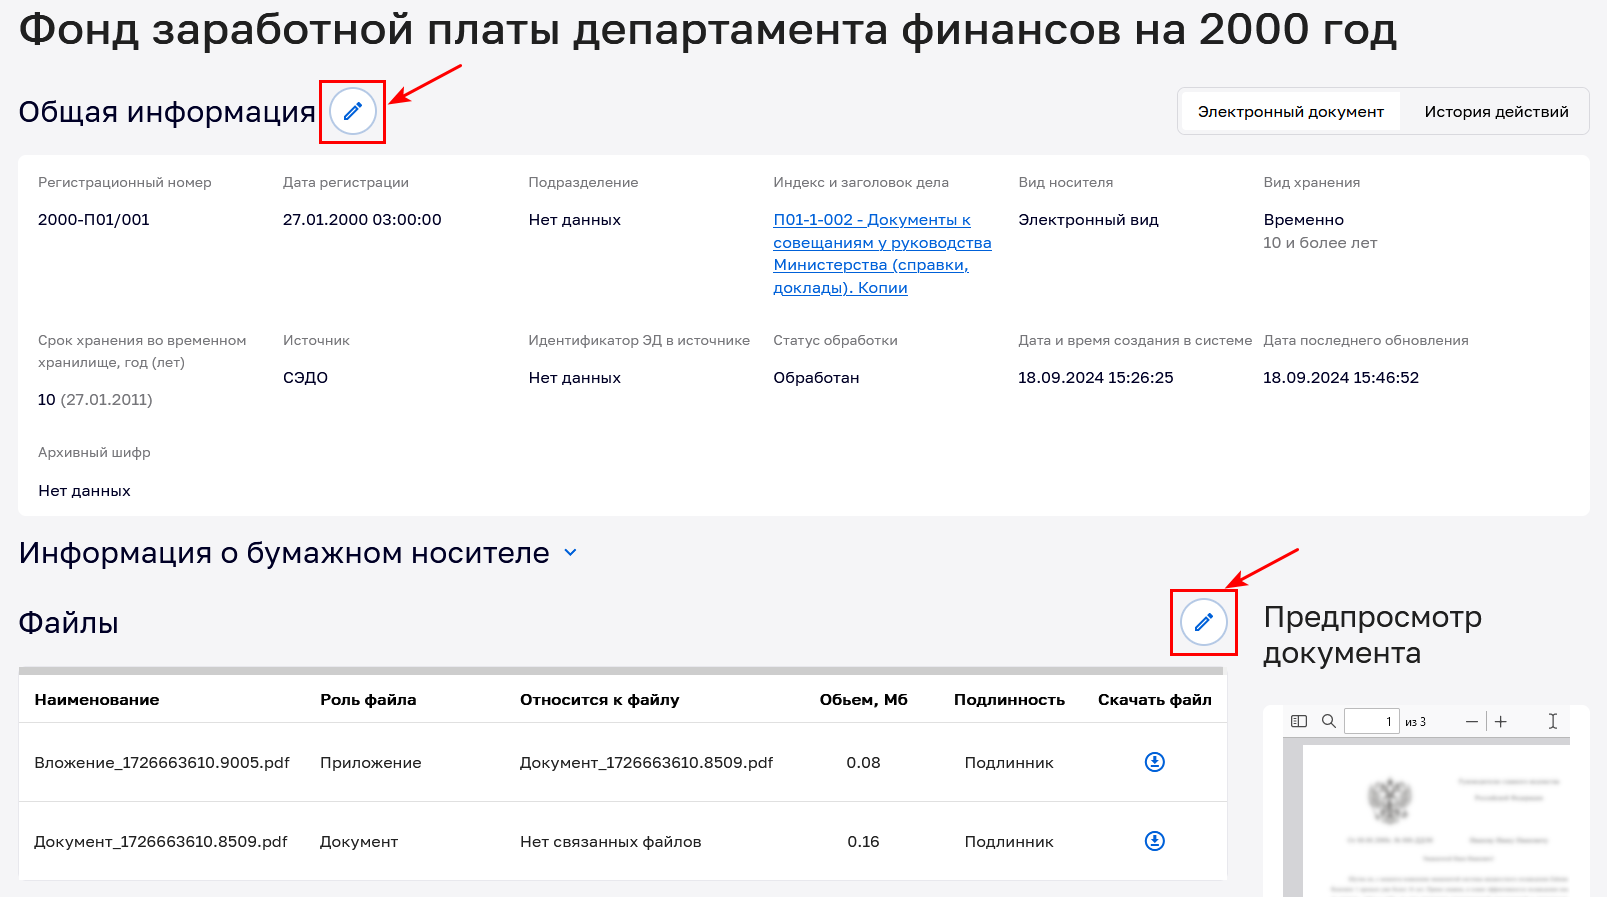 Фонд заработной платы департамента финансов на 2000 год
Общая информация
Электронный документ
История действий
Регистрационный номер
2000-П01/001
Дата регистрации
27.01.2000 03:00:00
Подразделение
Нет данных
Индекс и заголовок дела
П01-1-002 - Документы к
совещаниям у руководства
Министерства (справки,
доклады). Копии
Вид носителя
Электронный вид
Вид хранения
Временно
10 и более лет
Срок хранения во временном
хранилище, год (лет)
10 (27.01.2011)
Источник
СЭДО
Идентификатор ЭД в источнике
Нет данных
Статус обработки
Обработан
Дата и время создания в системе
18.09.2024 15:26:25
Дата последнего обновления
18.09.2024 15:46:52
Архивный шифр
Нет данных
Информация о бумажном носителе
Файлы
Наименование Роль файла Относится к файлу Обьем, Мб Подлинность Скачать файл
Вложение_1726663610.9005.pdf Приложение Документ_1726663610.8509.pdf 0.08 Подлинник
Документ_1726663610.8509.pdf Документ Нет связанных файлов 0.16 Подлинник
Предпросмотр
документа
1 из 3